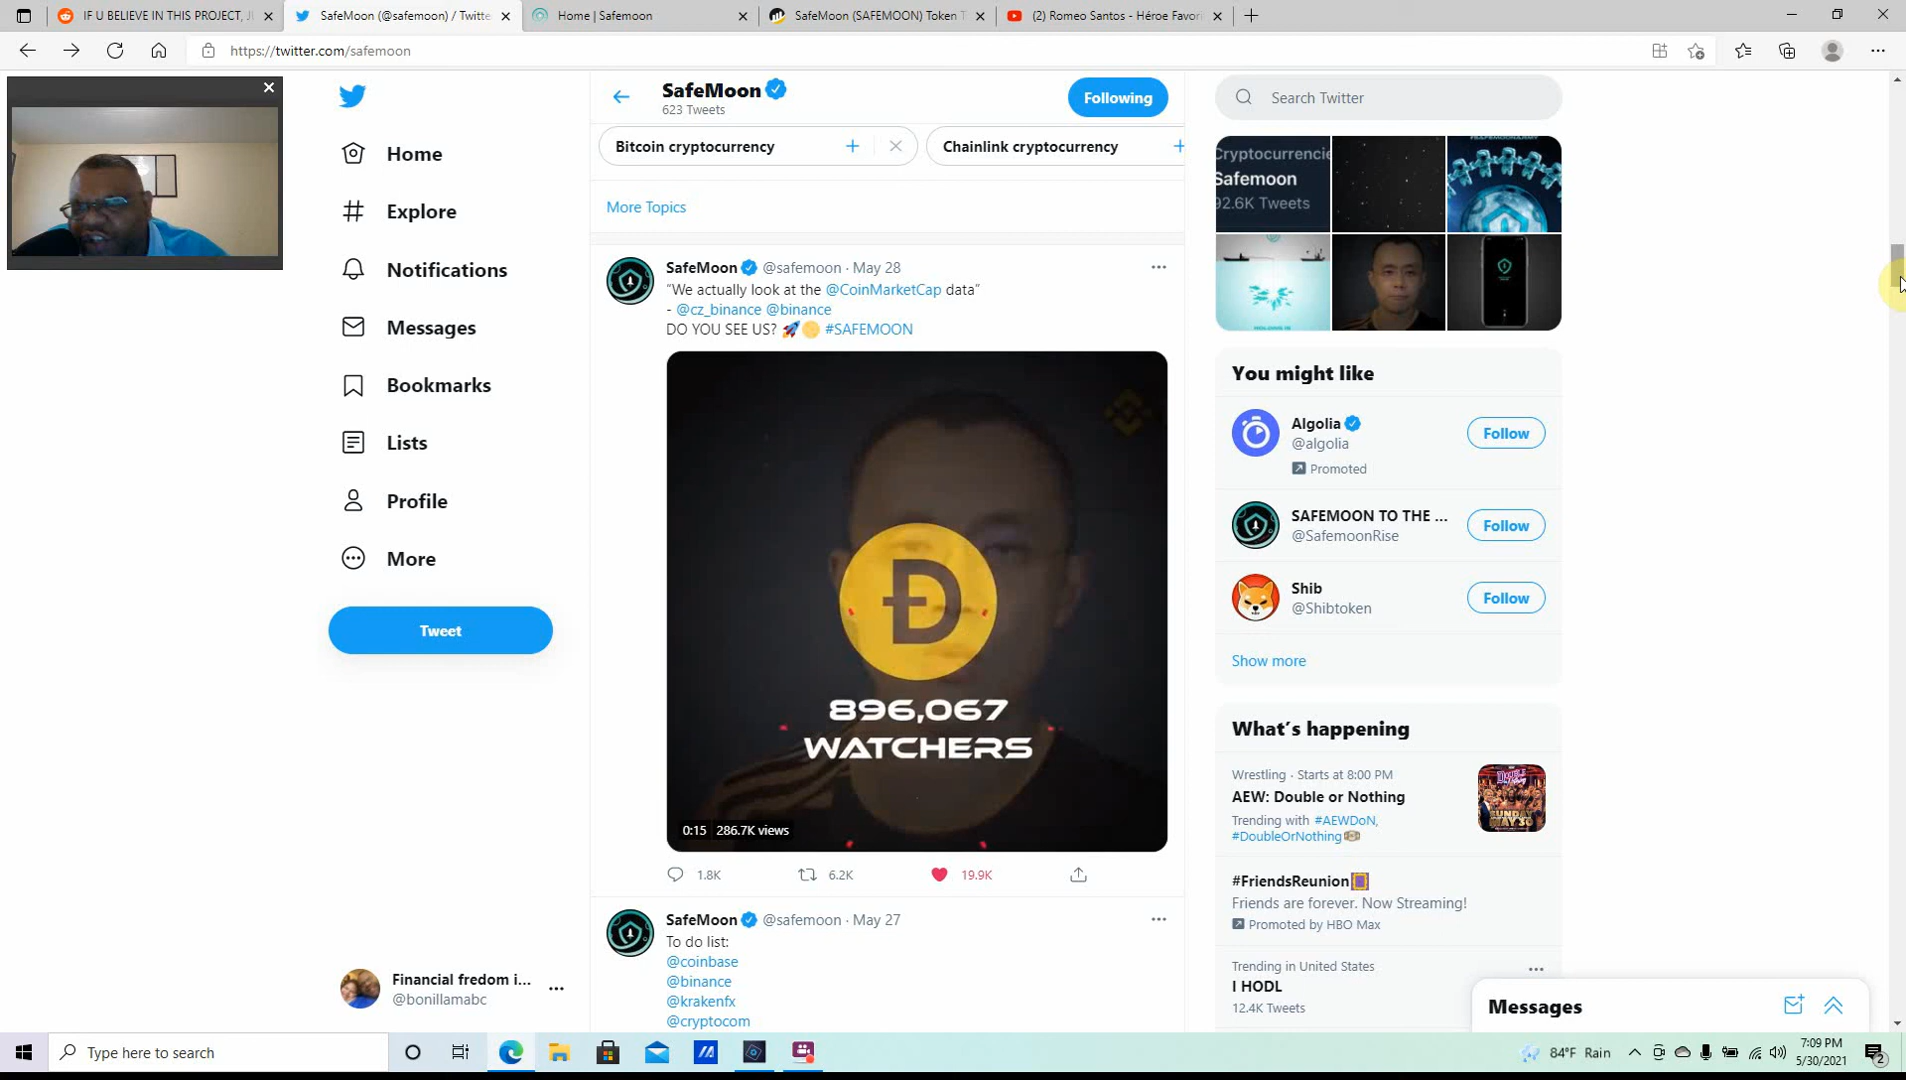 IF U BELIEVE IN THIS PROJECT, JI
SafeMoon (@safemoon) / Twitte
Home | Safemoon
SafeMoon (SAFEMOON) Token T
(2) Romeo Santos - Héroe Favori
https://twitter.com/safemoon
SafeMoon
623 Tweets
Following
Search Twitter
Bitcoin cryptocurrency
Chainlink cryptocurrency
More Topics
Home
Explore
Notifications
Messages
Bookmarks
Lists
Profile
More
Tweet
Financial fredom i...
@bonillamabc
SafeMoon @safemoon · May 28
“We actually look at the @CoinMarketCap data”
- @cz_binance @binance
DO YOU SEE US? 🚀🌕 #SAFEMOON
896,067
WATCHERS
0:15 286.7K views
1.8K 6.2K 19.9K
SafeMoon @safemoon · May 27
To do list:
@coinbase
@binance
@krakenfx
@cryptocom
Cryptocurrencie
Safemoon
92.6K Tweets
You might like
Algolia
@algolia
Promoted
Follow
SAFEMOON TO THE ...
@SafemoonRise
Follow
Shib
@Shibtoken
Follow
Show more
What’s happening
Wrestling · Starts at 8:00 PM
AEW: Double or Nothing
Trending with #AEWDoN,
#DoubleOrNothing
SUNDAY
MAY 30
#FriendsReunion
Friends are forever. Now Streaming!
Promoted by HBO Max
Trending in United States
I HODL
12.4K Tweets
Messages
Type here to search
84°F Rain
7:09 PM
5/30/2021
2